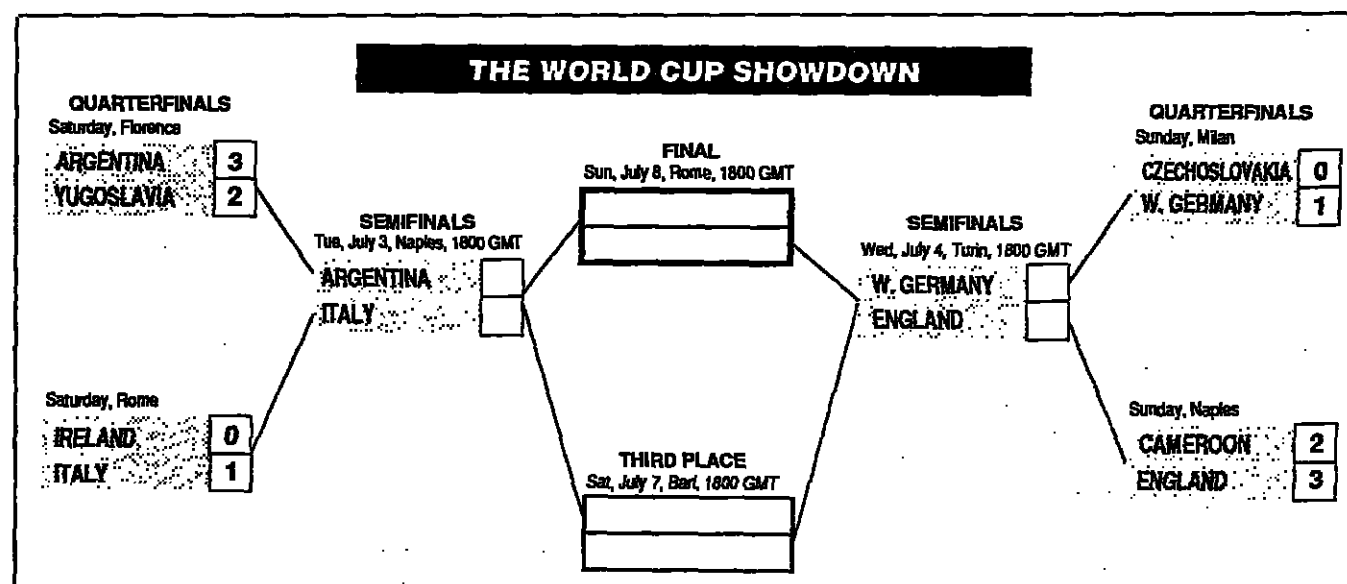 THE WORLD CUP SHOWDOWN
QUARTERFINALS
Saturday, Florence
ARGENTINA 3
YUGOSLAVIA 2
Saturday, Rome
IRELAND 0
ITALY 1
SEMIFINALS
Tue, July 3, Naples, 1800 GMT
ARGENTINA
ITALY
FINAL
Sun, July 8, Rome, 1800 GMT
THIRD PLACE
Sat, July 7, Bari, 1800 GMT
SEMIFINALS
Wed, July 4, Turin, 1800 GMT
W. GERMANY
ENGLAND
QUARTERFINALS
Sunday, Milan
CZECHOSLOVAKIA 0
W. GERMANY 1
Sunday, Naples
CAMEROON 2
ENGLAND 3